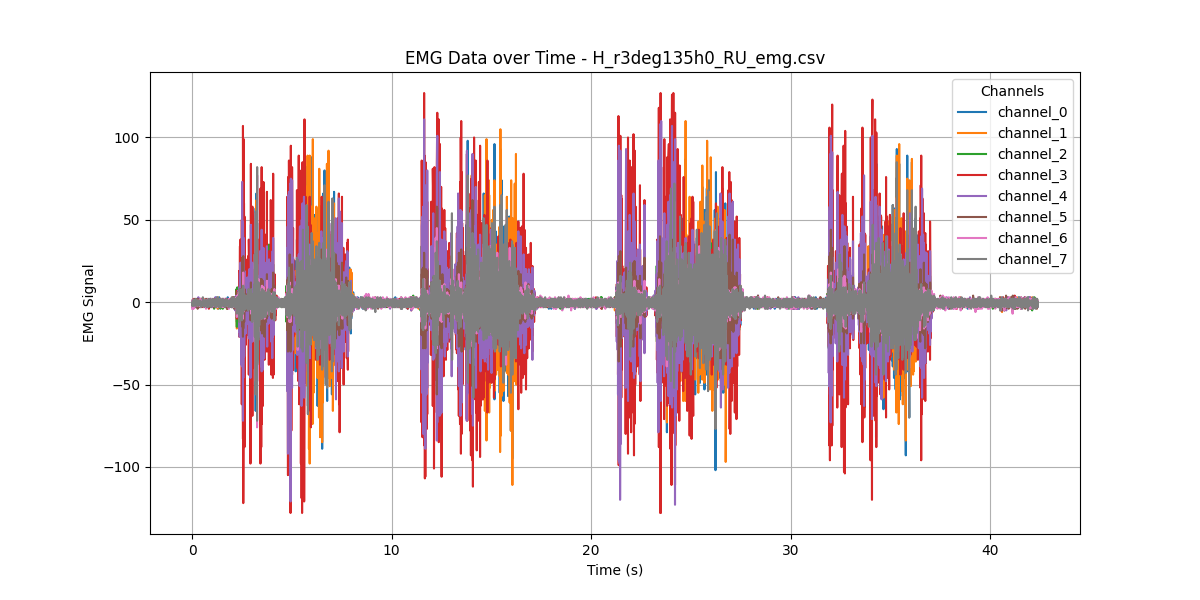 EMG Data over Time - H_r3deg135h0_RU_emg.csv
Channels
channel_0
channel_1
channel_2
channel_3
channel_4
channel_5
channel_6
channel_7
EMG Signal
100
50
0
−50
−100
0 10 20 30 40
Time (s)